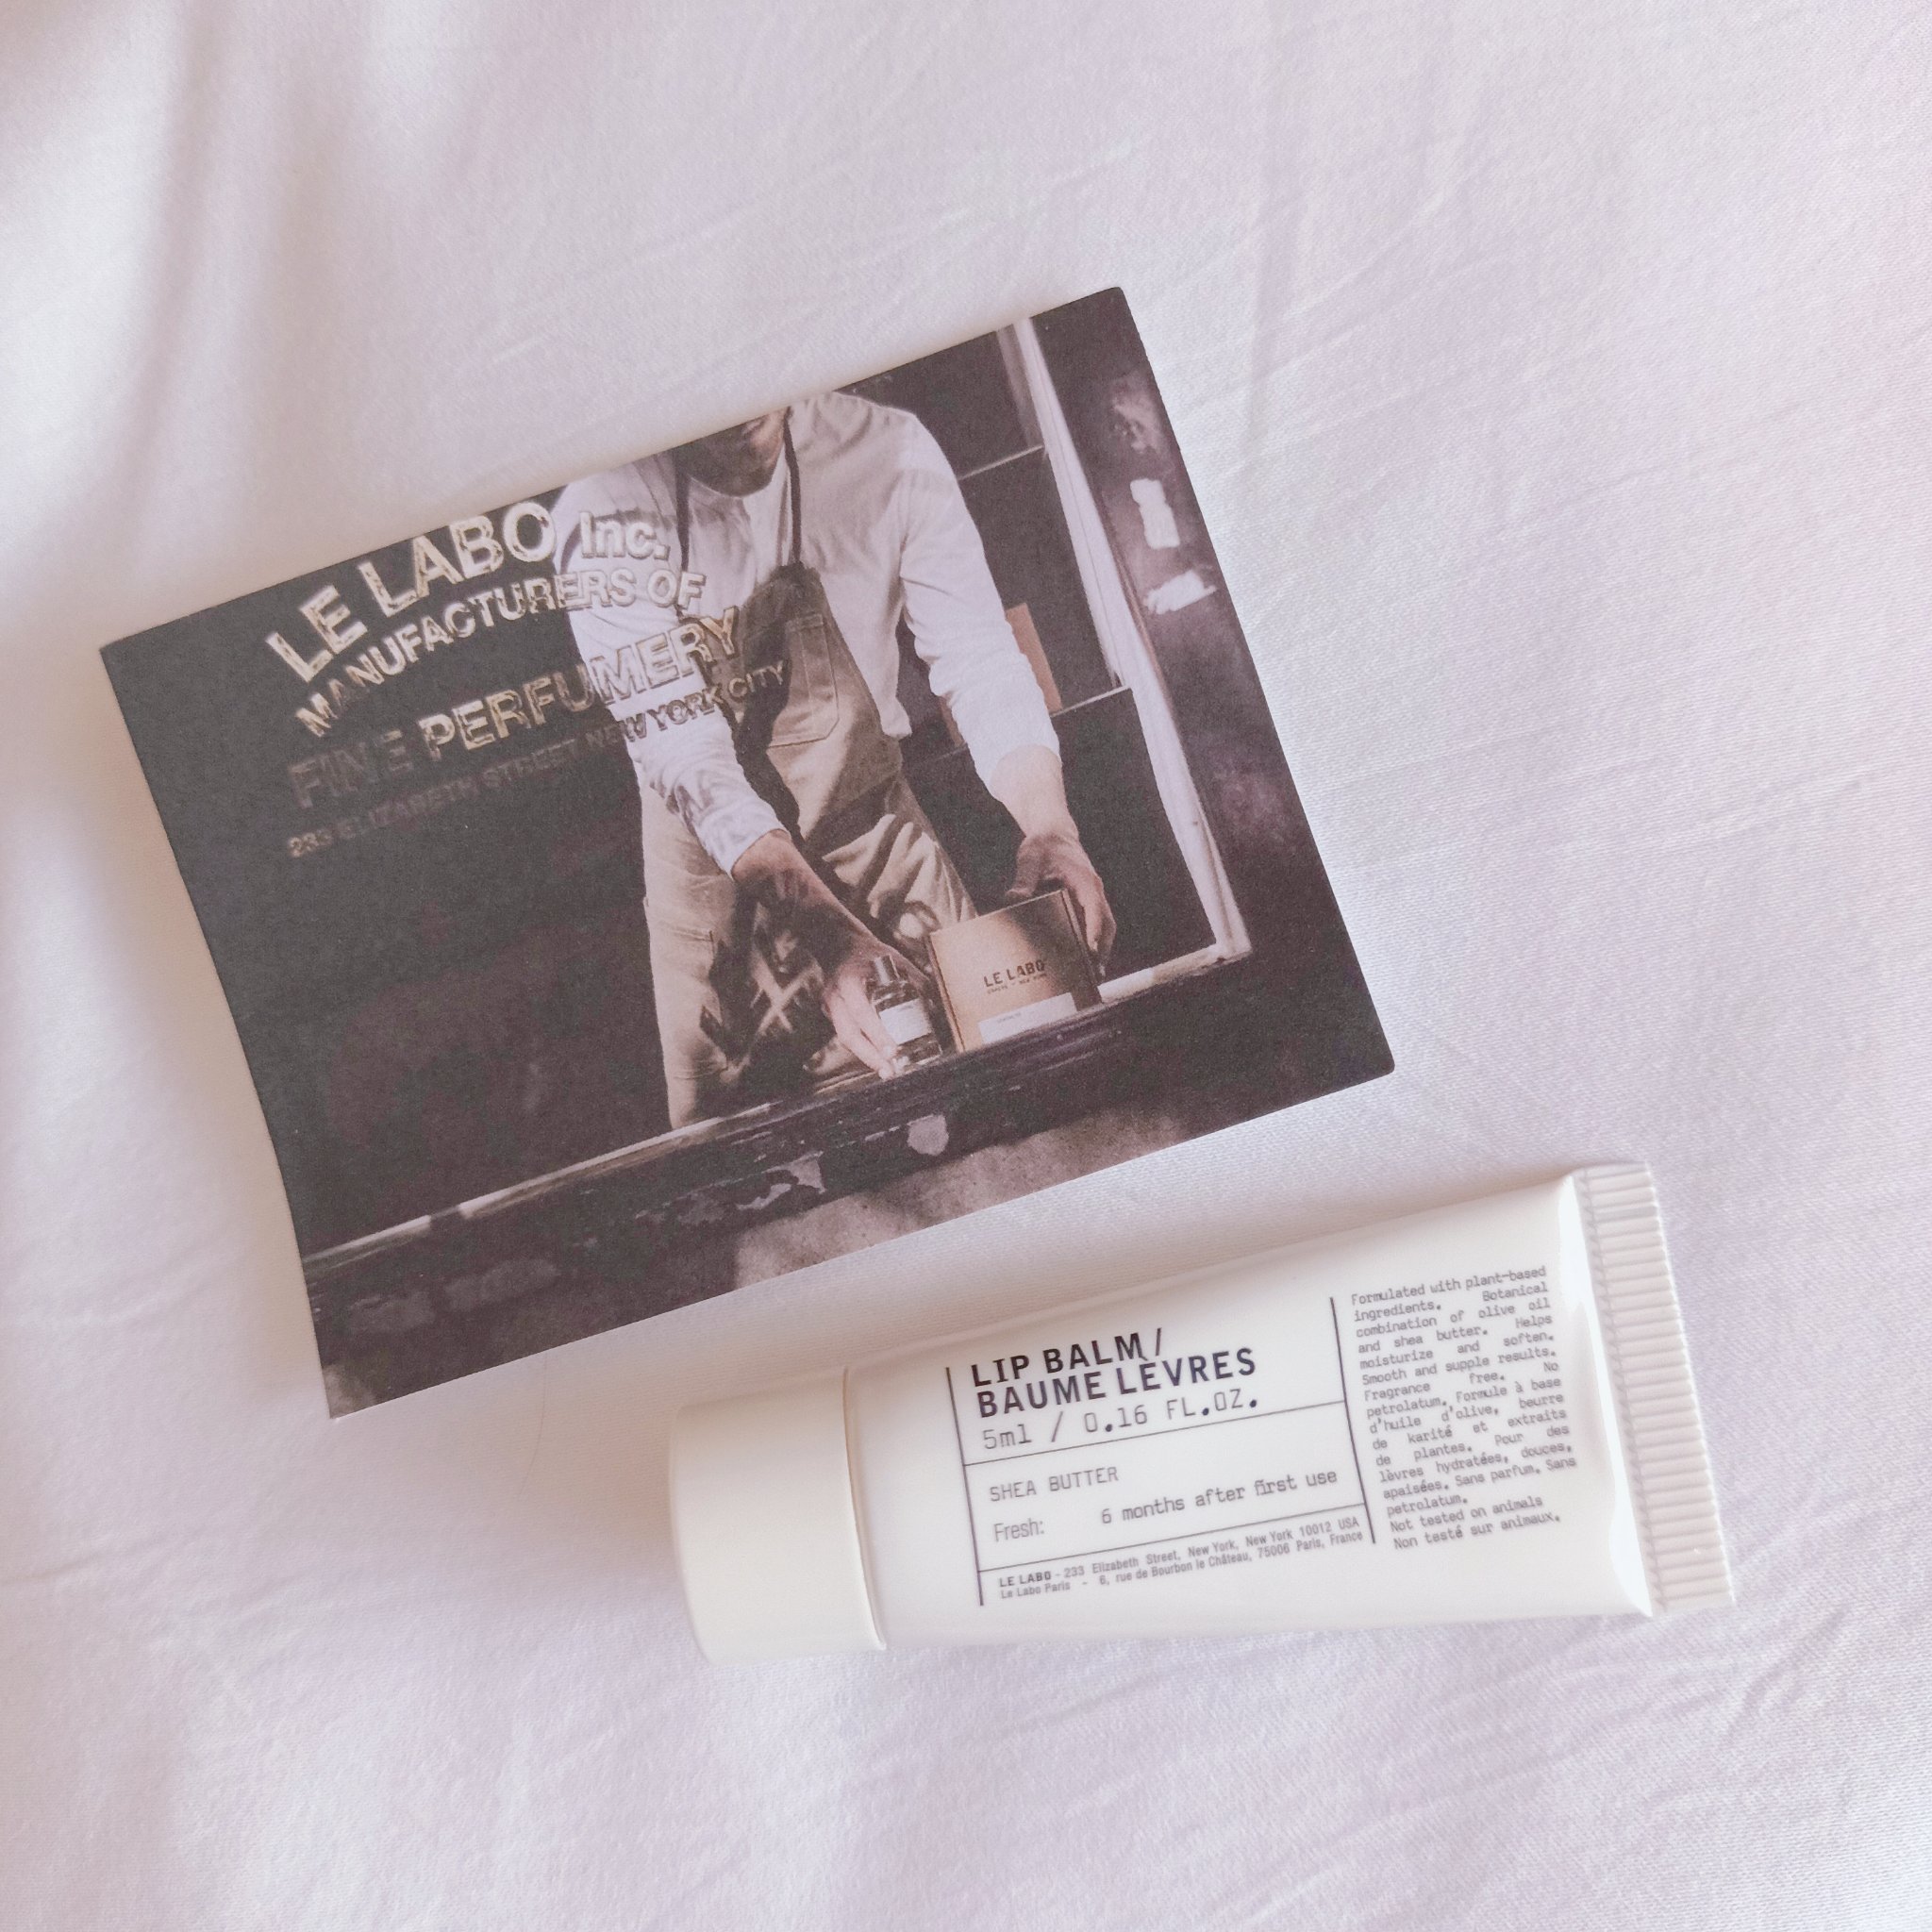 LE LABO Inc.
MANUFACTURERS OF
FINE PERFUMERY
233 ELIZABETH STREET NEW YORK CITY
LE LABO
LIP BALM/
BAUME LÈVRES
5ml / 0.16 FL.OZ.
SHEA BUTTER
Fresh: 6 months after first use
LE LABO - 233 Elizabeth Street, New York, New York 10012 USA
Le Labo Paris - 6, rue de Bourbon le Château, 75006 Paris, France
Formulated with plant-based
ingredients. Botanical
combination of olive oil
and shea butter. Helps
moisturize and soften.
Smooth and supple results.
Fragrance free. No
petrolatum. Formule à base
d'huile d'olive, beurre
de karité et extraits
de plantes. Pour des
lèvres hydratées, douces,
apaisées. Sans parfum. Sans
petrolatum.
Not tested on animals
Non testé sur animaux.